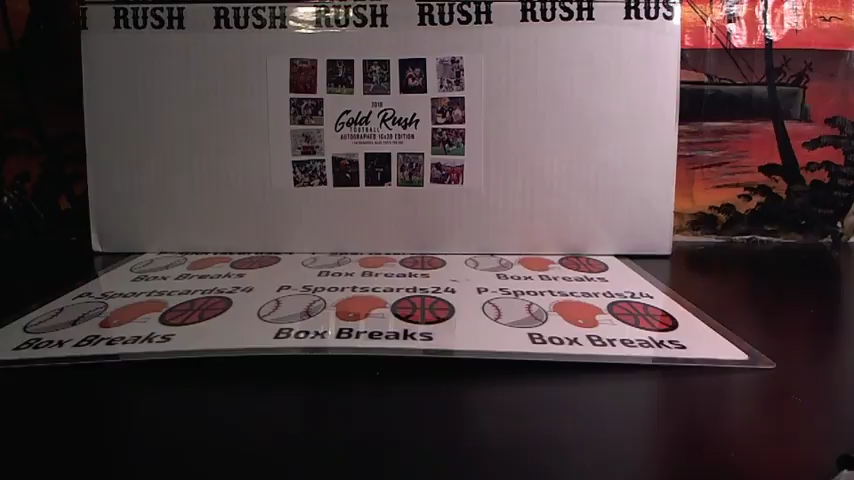 RUSH RUSH RUSH RUSH RUSH RUS
2018
Gold Rush
FOOTBALL
AUTOGRAPHED 16x20 EDITION
Box Breaks Box Breaks Box Breaks
P-Sportscards24 P-Sportscards24 P-Sportscards24
Box Breaks Box Breaks Box Breaks